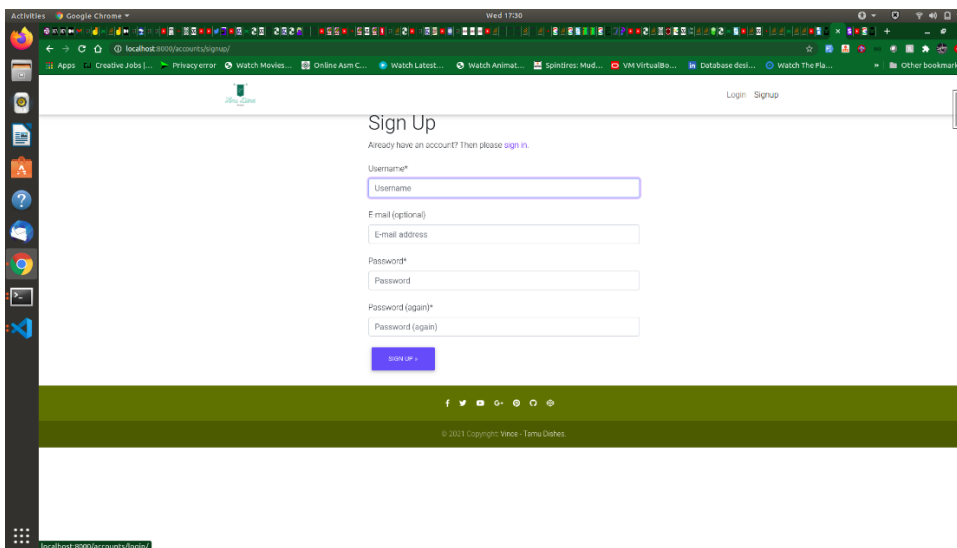 Activities Google Chrome Wed 17:30
localhost:8000/accounts/signup/
Apps Creative Jobs |... Privacy error Watch Movies... Online Asm C... Watch Latest... Watch Animat... Spintires: Mud... VM VirtualBo... Database desi... Watch The Fla... » Other bookmark
Tamu Dishes
Login Signup
Sign Up
Already have an account? Then please sign in.
Username*
Username
E-mail (optional)
E-mail address
Password*
Password
Password (again)*
Password (again)
SIGN UP »
© 2021 Copyright: Vince - Tamu Dishes.
localhost:8000/accounts/login/